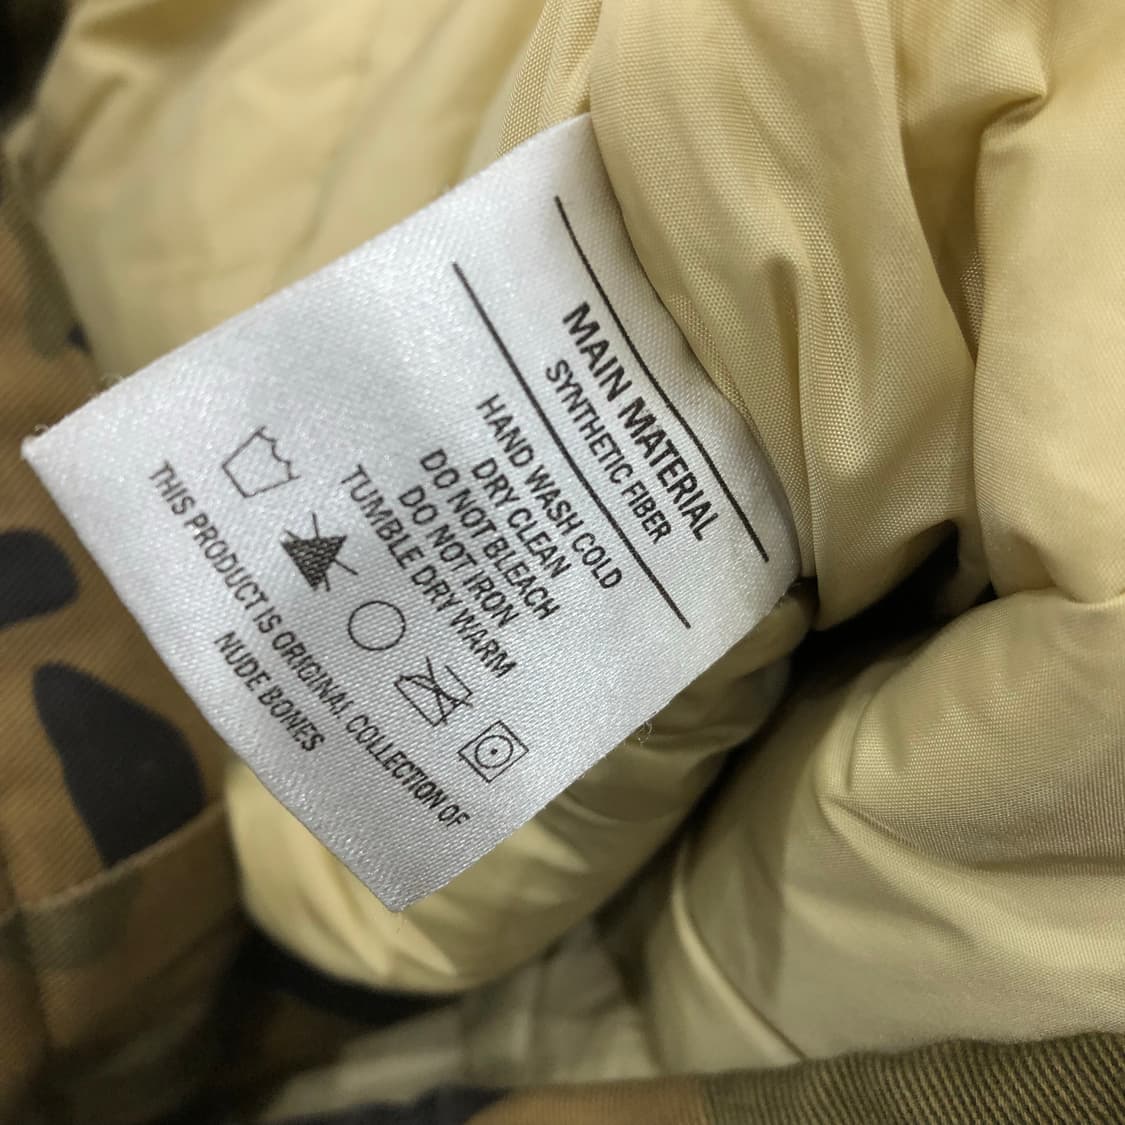 MAIN MATERIAL
SYNTHETIC FIBER
HAND WASH COLD
DRY CLEAN
DO NOT BLEACH
DO NOT IRON
TUMBLE DRY WARM
THIS PRODUCT IS ORIGINAL COLLECTION OF
NUDE BONES